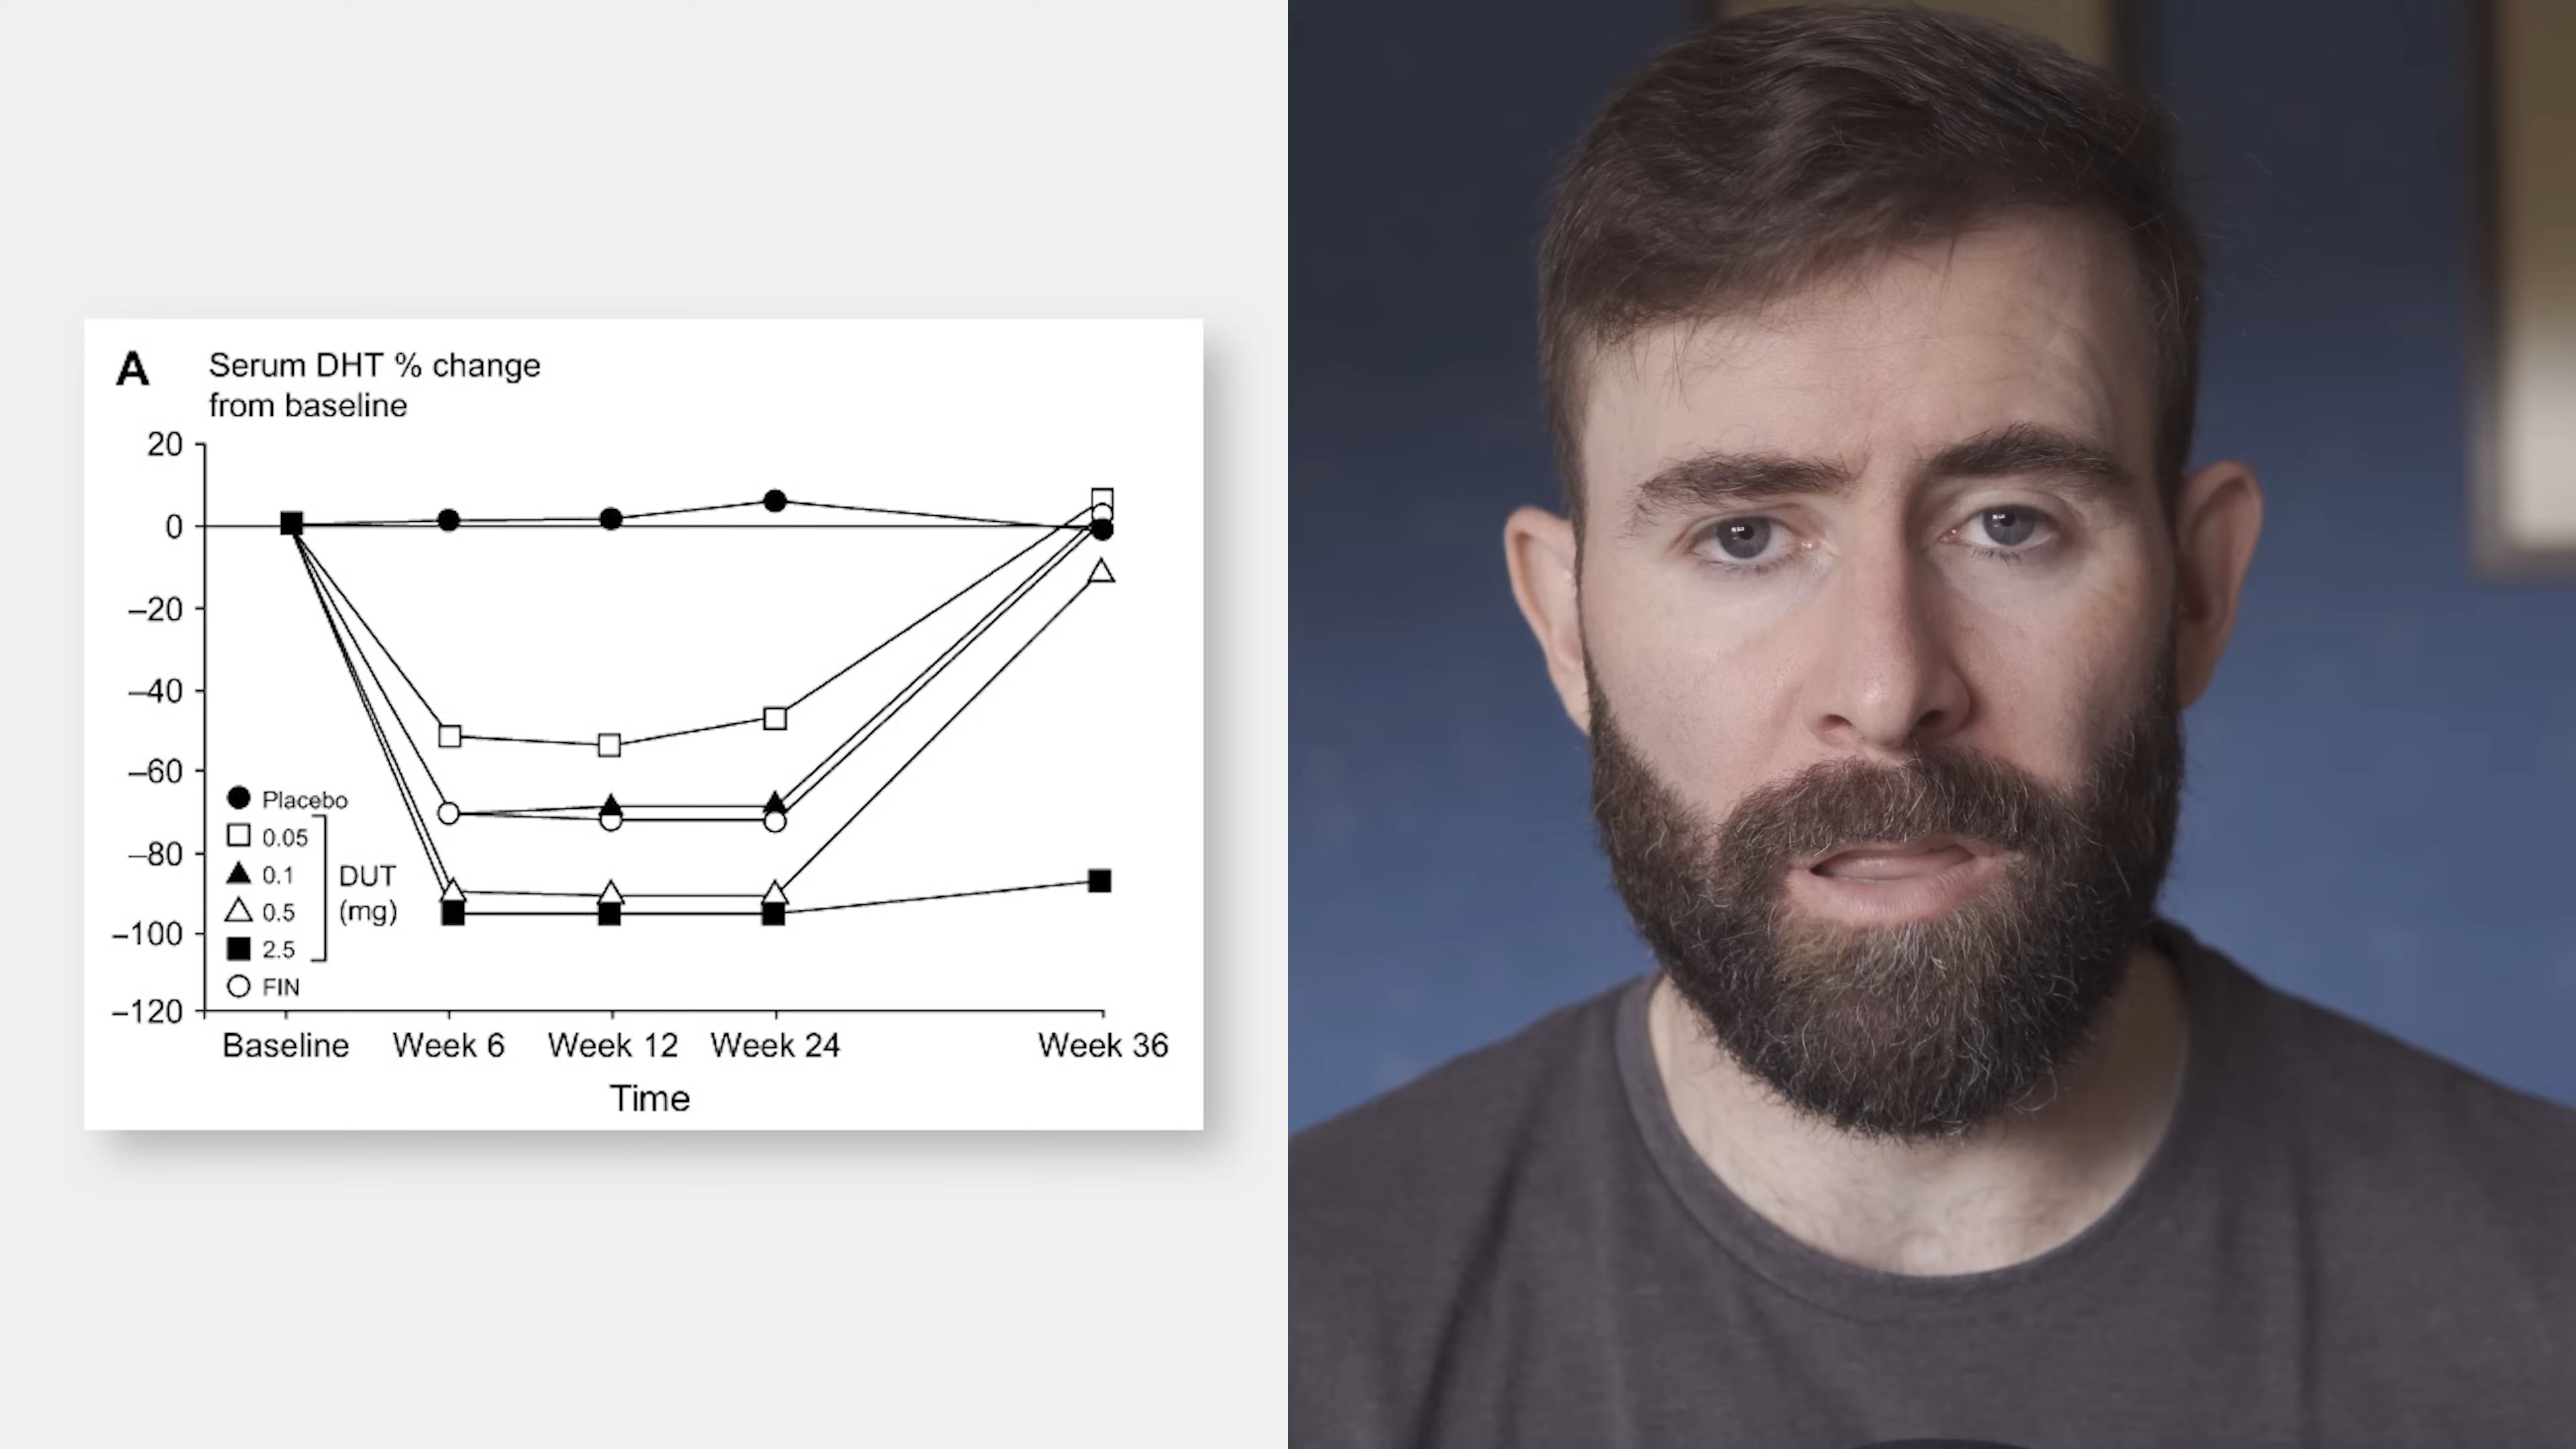 A
Serum DHT % change
from baseline
20
0
–20
–40
–60
–80
–100
–120
Placebo
0.05
0.1
0.5
2.5
FIN
DUT
(mg)
Baseline Week 6 Week 12 Week 24 Week 36
Time